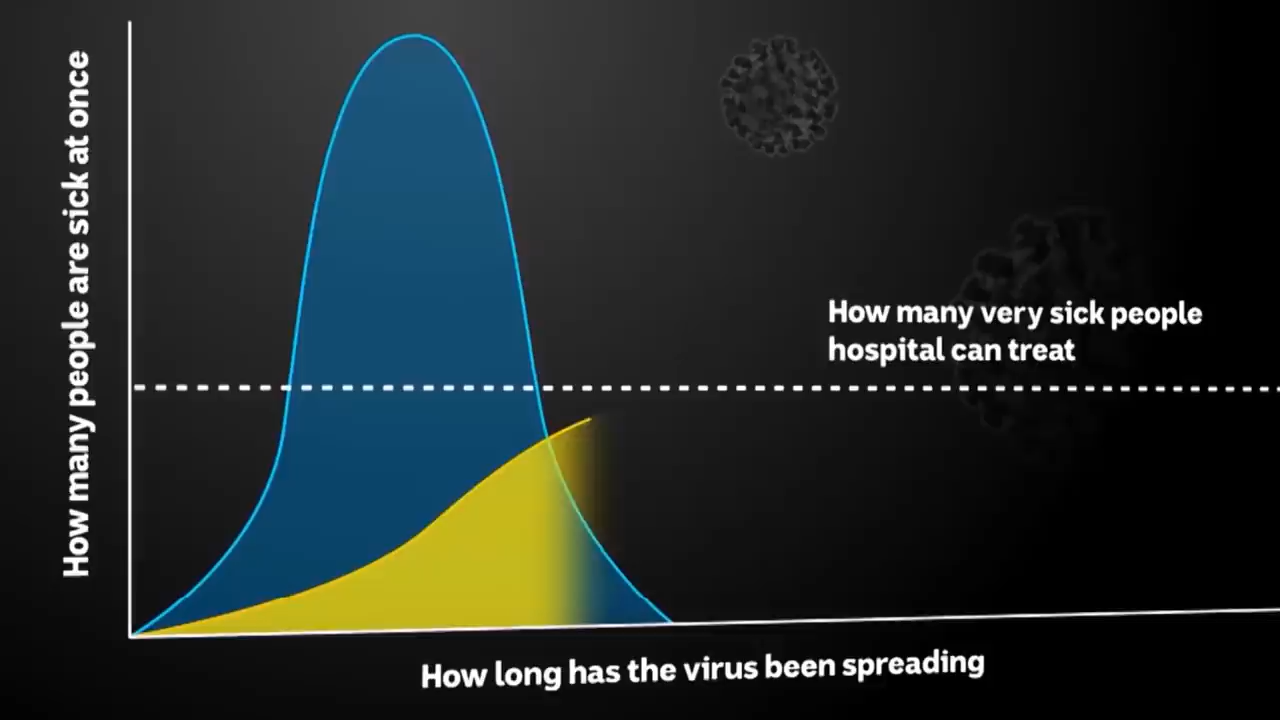 How many people are sick at once
How many very sick people
hospital can treat
How long has the virus been spreading